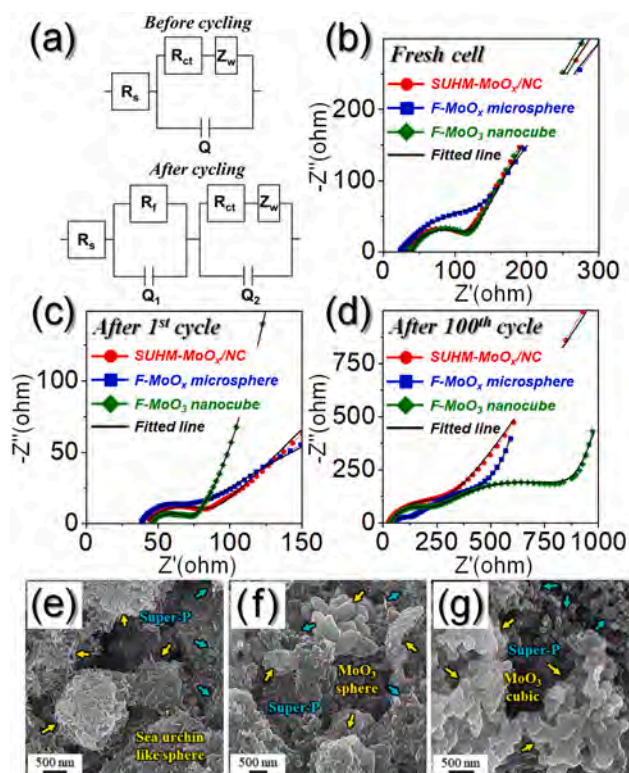 (a)
Before cycling
Rs
Rct
Zw
Q
After cycling
Rs
Rf
Rct
Zw
Q1
Q2
(b)
Fresh cell
SUHM-MoOx/NC
F-MoOx microsphere
F-MoO3 nanocube
Fitted line
-Z''(ohm)
200
100
50
0
0 100 200 300
Z'(ohm)
(c)
After 1st cycle
SUHM-MoOx/NC
F-MoOx microsphere
F-MoO3 nanocube
Fitted line
-Z''(ohm)
100
50
0
0 50 100 150
Z'(ohm)
(d)
After 100th cycle
SUHM-MoOx/NC
F-MoOx microsphere
F-MoO3 nanocube
Fitted line
-Z''(ohm)
750
500
250
0
0 250 500 750 1000
Z'(ohm)
(e)
Super-P
Sea urchin
like sphere
500 nm
(f)
MoO3
sphere
Super-P
500 nm
(g)
Super-P
MoO3
cubic
500 nm